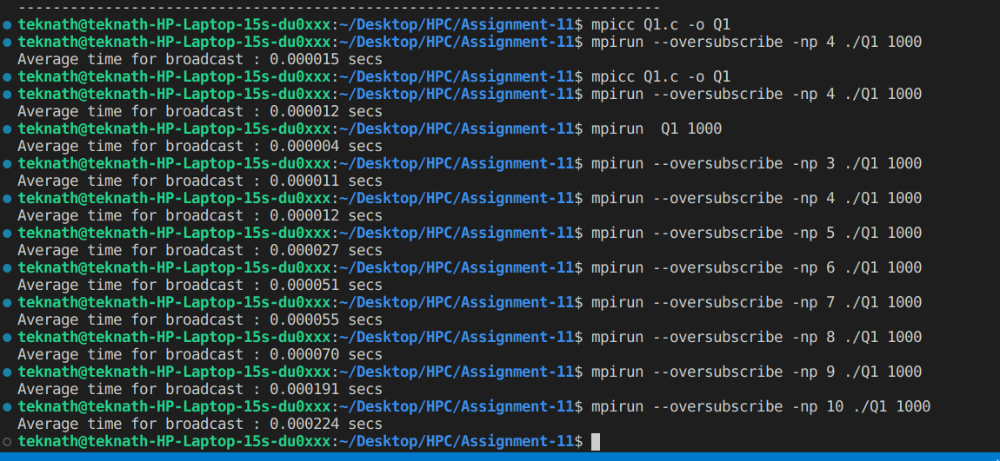 --------------------------------------------------------------------------
teknath@teknath-HP-Laptop-15s-du0xxx:~/Desktop/HPC/Assignment-11$ mpicc Q1.c -o Q1
teknath@teknath-HP-Laptop-15s-du0xxx:~/Desktop/HPC/Assignment-11$ mpirun --oversubscribe -np 4 ./Q1 1000
Average time for broadcast : 0.000015 secs
teknath@teknath-HP-Laptop-15s-du0xxx:~/Desktop/HPC/Assignment-11$ mpicc Q1.c -o Q1
teknath@teknath-HP-Laptop-15s-du0xxx:~/Desktop/HPC/Assignment-11$ mpirun --oversubscribe -np 4 ./Q1 1000
Average time for broadcast : 0.000012 secs
teknath@teknath-HP-Laptop-15s-du0xxx:~/Desktop/HPC/Assignment-11$ mpirun  Q1 1000
Average time for broadcast : 0.000004 secs
teknath@teknath-HP-Laptop-15s-du0xxx:~/Desktop/HPC/Assignment-11$ mpirun --oversubscribe -np 3 ./Q1 1000
Average time for broadcast : 0.000011 secs
teknath@teknath-HP-Laptop-15s-du0xxx:~/Desktop/HPC/Assignment-11$ mpirun --oversubscribe -np 4 ./Q1 1000
Average time for broadcast : 0.000012 secs
teknath@teknath-HP-Laptop-15s-du0xxx:~/Desktop/HPC/Assignment-11$ mpirun --oversubscribe -np 5 ./Q1 1000
Average time for broadcast : 0.000027 secs
teknath@teknath-HP-Laptop-15s-du0xxx:~/Desktop/HPC/Assignment-11$ mpirun --oversubscribe -np 6 ./Q1 1000
Average time for broadcast : 0.000051 secs
teknath@teknath-HP-Laptop-15s-du0xxx:~/Desktop/HPC/Assignment-11$ mpirun --oversubscribe -np 7 ./Q1 1000
Average time for broadcast : 0.000055 secs
teknath@teknath-HP-Laptop-15s-du0xxx:~/Desktop/HPC/Assignment-11$ mpirun --oversubscribe -np 8 ./Q1 1000
Average time for broadcast : 0.000070 secs
teknath@teknath-HP-Laptop-15s-du0xxx:~/Desktop/HPC/Assignment-11$ mpirun --oversubscribe -np 9 ./Q1 1000
Average time for broadcast : 0.000191 secs
teknath@teknath-HP-Laptop-15s-du0xxx:~/Desktop/HPC/Assignment-11$ mpirun --oversubscribe -np 10 ./Q1 1000
Average time for broadcast : 0.000224 secs
teknath@teknath-HP-Laptop-15s-du0xxx:~/Desktop/HPC/Assignment-11$